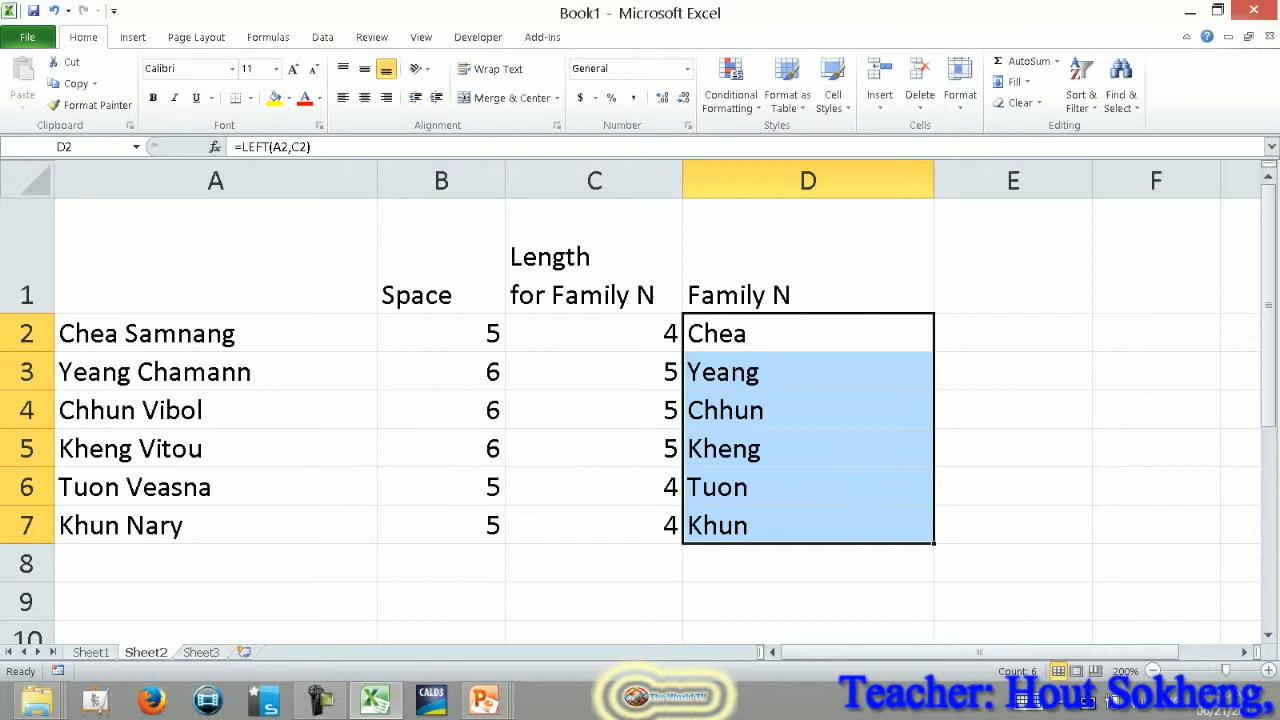 Book1 - Microsoft Excel
File Home Insert Page Layout Formulas Data Review View Developer Add-Ins
Cut
Copy
Format Painter
Paste
Calibri 11
B I U
Wrap Text
Merge & Center
General
$ % ,
Conditional Formatting
Format as Table
Cell Styles
Insert
Delete
Format
Σ AutoSum
Fill
Clear
Sort & Filter
Find & Select
Clipboard Font Alignment Number Styles Cells Editing
D2 fx =LEFT(A2,C2)
A B C D E F
1 Space Length for Family N Family N
2 Chea Samnang 5 4 Chea
3 Yeang Chamann 6 5 Yeang
4 Chhun Vibol 6 5 Chhun
5 Kheng Vitou 6 5 Kheng
6 Tuon Veasna 5 4 Tuon
7 Khun Nary 5 4 Khun
8
9
10
Sheet1 Sheet2 Sheet3
Ready Count: 6 200%
CALD3
The World TV
Teacher: